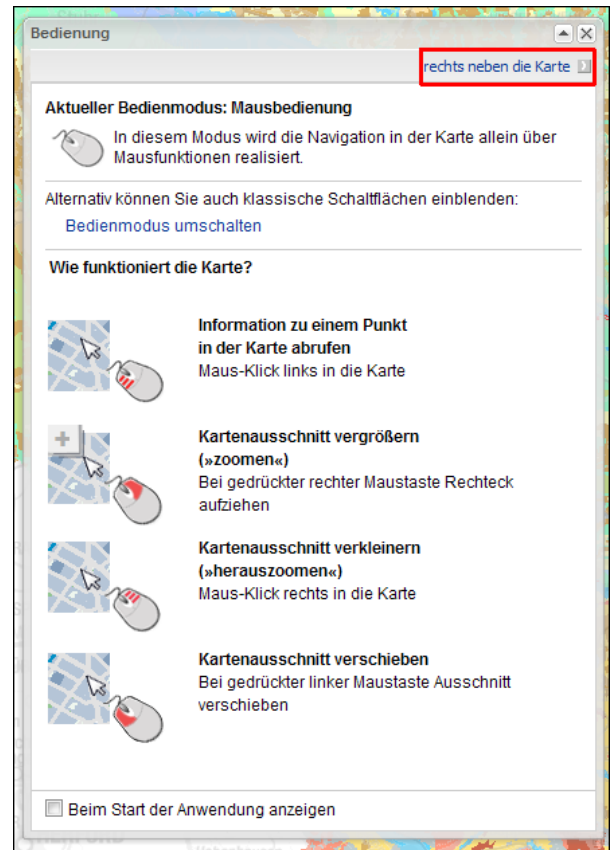 Bedienung
rechts neben die Karte
Aktueller Bedienmodus: Mausbedienung
In diesem Modus wird die Navigation in der Karte allein über
Mausfunktionen realisiert.
Alternativ können Sie auch klassische Schaltflächen einblenden:
Bedienmodus umschalten
Wie funktioniert die Karte?
Information zu einem Punkt
in der Karte abrufen
Maus-Klick links in die Karte
Kartenausschnitt vergrößern
(»zoomen«)
Bei gedrückter rechter Maustaste Rechteck
aufziehen
Kartenausschnitt verkleinern
(»herauszoomen«)
Maus-Klick rechts in die Karte
Kartenausschnitt verschieben
Bei gedrückter linker Maustaste Ausschnitt
verschieben
Beim Start der Anwendung anzeigen